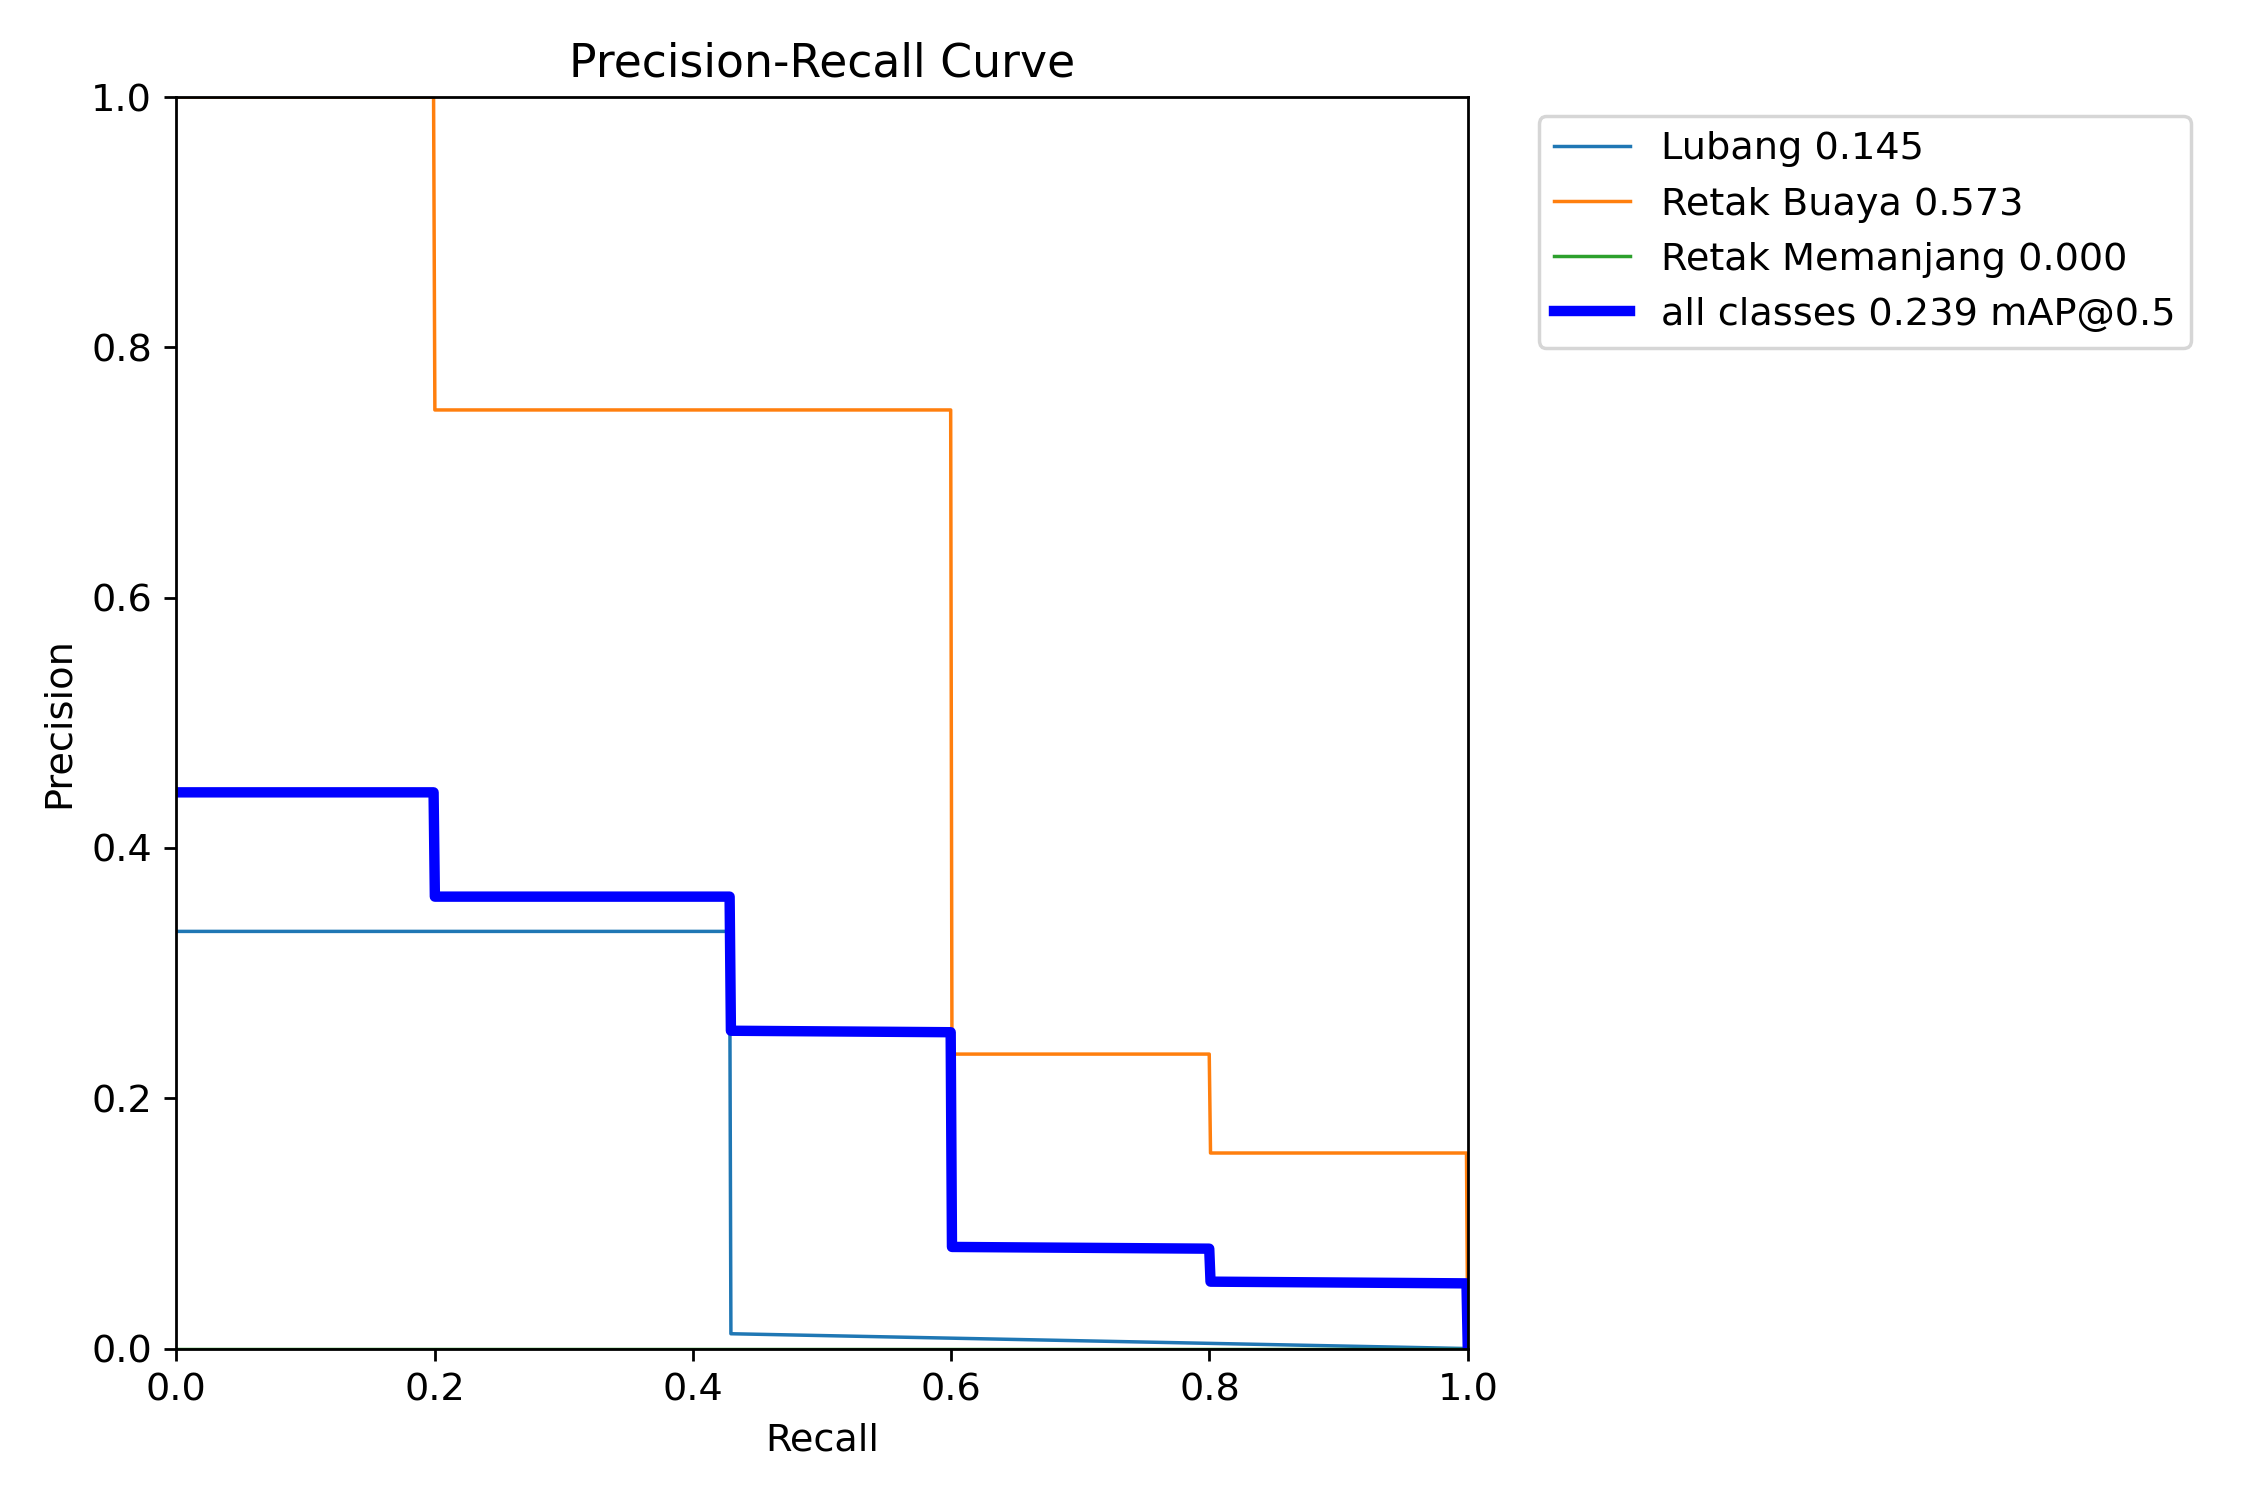 Precision-Recall Curve
1.0
0.8
0.6
0.4
0.2
0.0
Precision
0.0 0.2 0.4 0.6 0.8 1.0
Recall
Lubang 0.145
Retak Buaya 0.573
Retak Memanjang 0.000
all classes 0.239 mAP@0.5